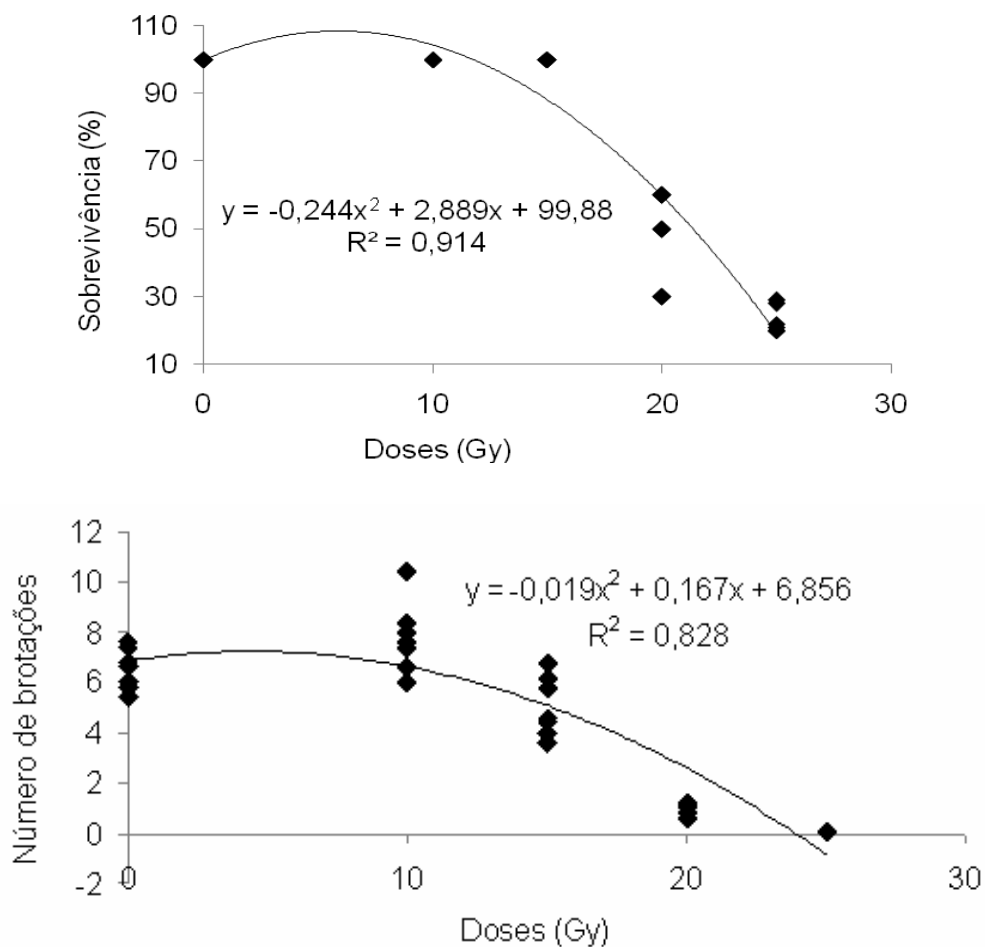 110
90
70
50
30
10
Sobrevivência (%)
y = -0,244x² + 2,889x + 99,88
R² = 0,914
0 10 20 30
Doses (Gy)
12
10
8
6
4
2
0
-2
Número de brotações
y = -0,019x² + 0,167x + 6,856
R² = 0,828
0 10 20 30
Doses (Gy)